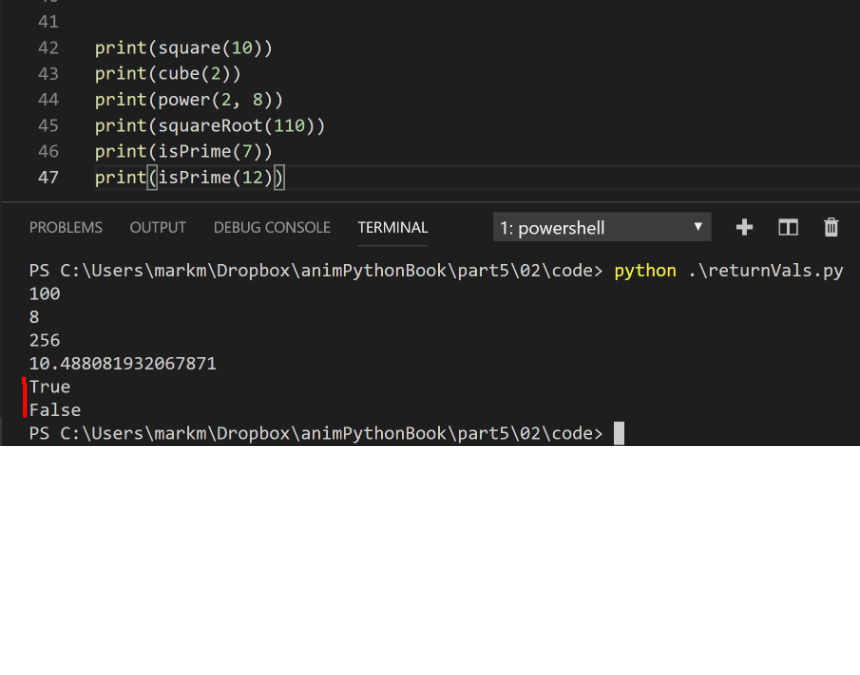 41
42 print(square(10))
43 print(cube(2))
44 print(power(2, 8))
45 print(squareRoot(110))
46 print(isPrime(7))
47 print(isPrime(12))
PROBLEMS OUTPUT DEBUG CONSOLE TERMINAL 1: powershell
PS C:\Users\markm\Dropbox\animPythonBook\part5\02\code> python .\returnVals.py
100
8
256
10.488081932067871
True
False
PS C:\Users\markm\Dropbox\animPythonBook\part5\02\code>